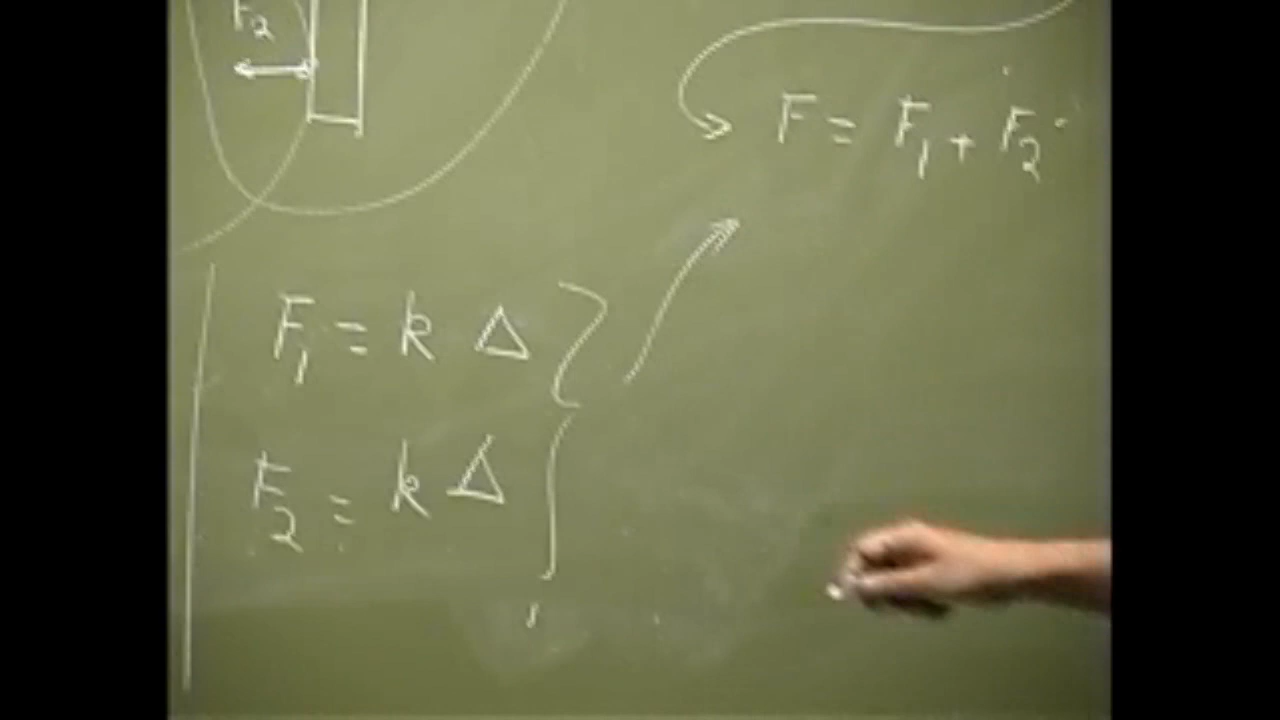 F₂
F = F₁ + F₂
F₁ = k Δ
F₂ = k Δ